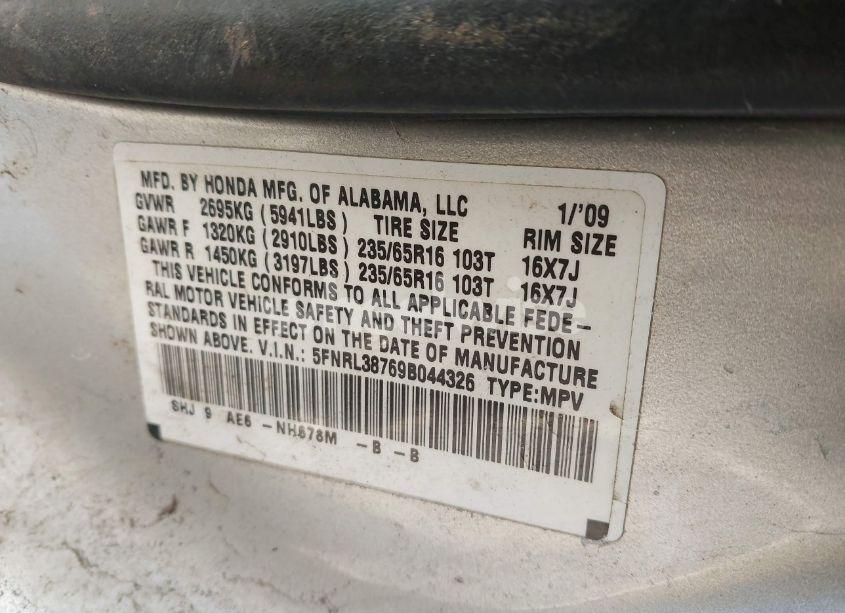 MFD. BY HONDA MFG. OF ALABAMA, LLC 1/'09
GVWR 2695KG (5941LBS) TIRE SIZE RIM SIZE
GAWR F 1320KG (2910LBS) 235/65R16 103T 16X7J
GAWR R 1450KG (3197LBS) 235/65R16 103T 16X7J
THIS VEHICLE CONFORMS TO ALL APPLICABLE FEDE-
RAL MOTOR VEHICLE SAFETY AND THEFT PREVENTION
STANDARDS IN EFFECT ON THE DATE OF MANUFACTURE
SHOWN ABOVE. V.I.N.: 5FNRL38769B044326 TYPE:MPV
SHJ 9 AE6 -NH678M -B -B